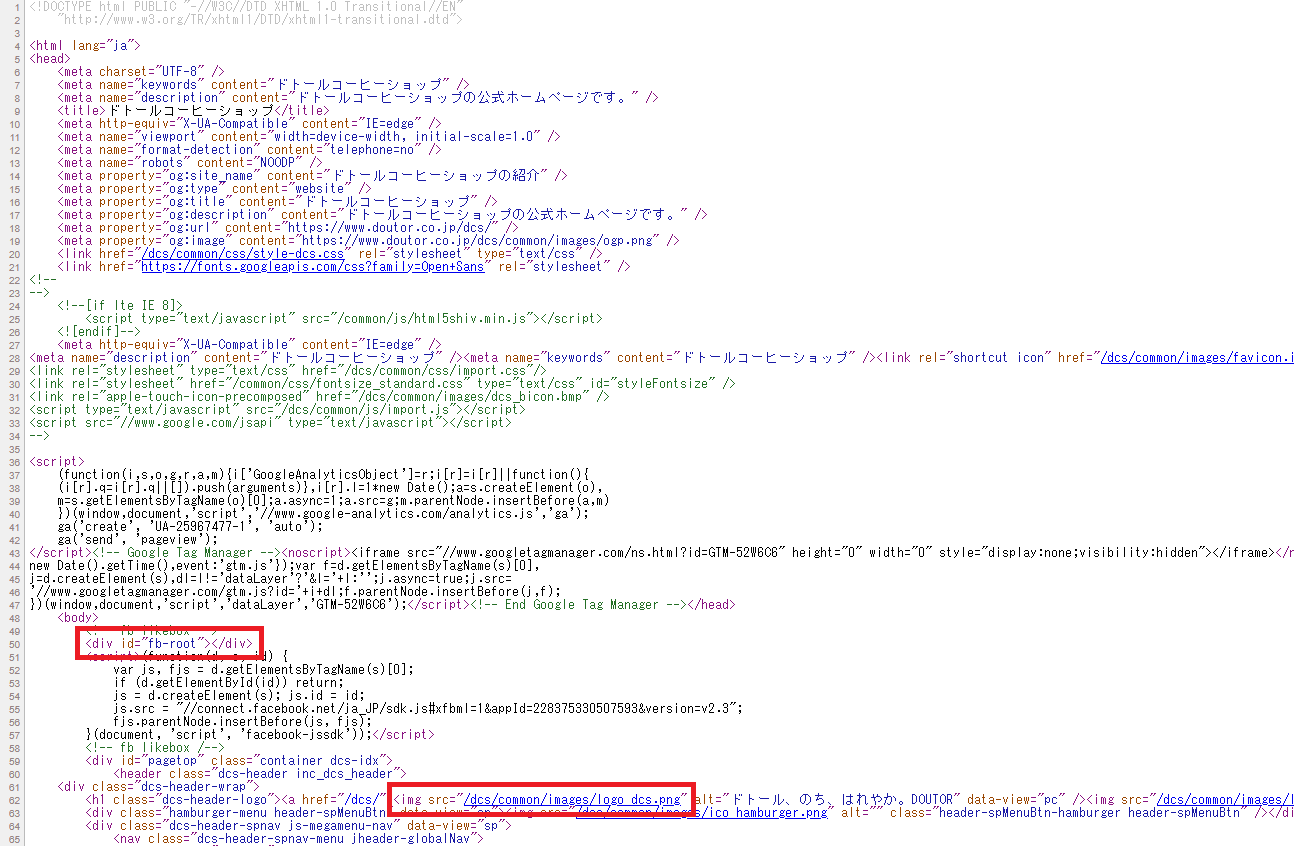 1 <!DOCTYPE html PUBLIC "-//W3C//DTD XHTML 1.0 Transitional//EN"
2 "http://www.w3.org/TR/xhtml1/DTD/xhtml1-transitional.dtd">
3
4 <html lang="ja">
5 <head>
6 <meta charset="UTF-8" />
7 <meta name="keywords" content="ドトールコーヒーショップ" />
8 <meta name="description" content="ドトールコーヒーショップの公式ホームページです。" />
9 <title>ドトールコーヒーショップ</title>
10 <meta http-equiv="X-UA-Compatible" content="IE=edge" />
11 <meta name="viewport" content="width=device-width, initial-scale=1.0" />
12 <meta name="format-detection" content="telephone=no" />
13 <meta name="robots" content="NOODP" />
14 <meta property="og:site_name" content="ドトールコーヒーショップの紹介" />
15 <meta property="og:type" content="website" />
16 <meta property="og:title" content="ドトールコーヒーショップ" />
17 <meta property="og:description" content="ドトールコーヒーショップの公式ホームページです。" />
18 <meta property="og:url" content="https://www.doutor.co.jp/dcs/" />
19 <meta property="og:image" content="https://www.doutor.co.jp/dcs/common/images/ogp.png" />
20 <link href="/dcs/common/css/style-dcs.css" rel="stylesheet" type="text/css" />
21 <link href="https://fonts.googleapis.com/css?family=Open+Sans" rel="stylesheet" />
22 <!--
23 -->
24 <!--[if lte IE 8]>
25 <script type="text/javascript" src="/common/js/html5shiv.min.js"></script>
26 <![endif]-->
27 <meta http-equiv="X-UA-Compatible" content="IE=edge" />
28 <meta name="description" content="ドトールコーヒーショップ" /><meta name="keywords" content="ドトールコーヒーショップ" /><link rel="shortcut icon" href="/dcs/common/images/favicon.i
29 <link rel="stylesheet" type="text/css" href="/dcs/common/css/import.css"/>
30 <link rel="stylesheet" href="/common/css/fontsize_standard.css" type="text/css" id="styleFontsize" />
31 <link rel="apple-touch-icon-precomposed" href="/dcs/common/images/dcs_bicon.bmp" />
32 <script type="text/javascript" src="/dcs/common/js/import.js"></script>
33 <script src="//www.google.com/jsapi" type="text/javascript"></script>
34 -->
35
36 <script>
37 (function(i,s,o,g,r,a,m){i['GoogleAnalyticsObject']=r;i[r]=i[r]||function(){
38 (i[r].q=i[r].q||[]).push(arguments)},i[r].l=1*new Date();a=s.createElement(o),
39 m=s.getElementsByTagName(o)[0];a.async=1;a.src=g;m.parentNode.insertBefore(a,m)
40 })(window,document,'script','//www.google-analytics.com/analytics.js','ga');
41 ga('create', 'UA-25967477-1', 'auto');
42 ga('send', 'pageview');
43 </script><!-- Google Tag Manager --><noscript><iframe src="//www.googletagmanager.com/ns.html?id=GTM-52W6C6" height="0" width="0" style="display:none;visibility:hidden"></iframe></n
44 new Date().getTime(),event:'gtm.js'});var f=d.getElementsByTagName(s)[0],
45 j=d.createElement(s),dl=l!='dataLayer'?'&l='+l:'';j.async=true;j.src=
46 '//www.googletagmanager.com/gtm.js?id='+i+dl;f.parentNode.insertBefore(j,f);
47 })(window,document,'script','dataLayer','GTM-52W6C6');</script><!-- End Google Tag Manager --></head>
48 <body>
49 <!-- fb likebox -->
50 <div id="fb-root"></div>
51 <script>(function(d, s, id) {
52 var js, fjs = d.getElementsByTagName(s)[0];
53 if (d.getElementById(id)) return;
54 js = d.createElement(s); js.id = id;
55 js.src = "//connect.facebook.net/ja_JP/sdk.js#xfbml=1&appId=228375330507593&version=v2.3";
56 fjs.parentNode.insertBefore(js, fjs);
57 }(document, 'script', 'facebook-jssdk'));</script>
58 <!-- fb likebox /-->
59 <div id="pagetop" class="container dcs-idx">
60 <header class="dcs-header inc_dcs_header">
61 <div class="dcs-header-wrap">
62 <h1 class="dcs-header-logo"><a href="/dcs/" <img src="/dcs/common/images/logo_dcs.png" alt="ドトール、のち、はれやか。DOUTOR" data-view="pc" /><img src="/dcs/common/images/l
63 <div class="hamburger-menu header-spMenuBtn" data-view="sp"><img src="/dcs/common/images/ico_hamburger.png" alt="" class="header-spMenuBtn-hamburger header-spMenuBtn" /></di
64 <div class="dcs-header-spnav js-megamenu-nav" data-view="sp">
65 <nav class="dcs-header-spnav-menu jheader-globalNav">